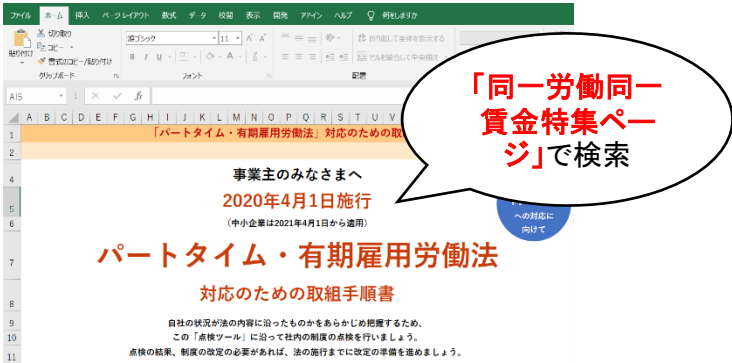 ファイル ホーム 挿入 ページレイアウト 数式 データ 校閲 表示 開発 アドイン ヘルプ 何をしますか
切り取り
コピー
貼り付け
書式のコピー/貼り付け
クリップボード
游ゴシック 11
B I U
フォント
折り返して全体を表示する
セルを結合して中央揃え
配置
「同一労働同一
賃金特集ペー
ジ」で検索
A15 fx
A B C D E F G H I J K L M N O P Q R S T U V
1 「パートタイム・有期雇用労働法」対応のための取
2
4 事業主のみなさまへ
5 2020年4月1日施行
6 （中小企業は2021年4月1日から適用）
への対応に
向けて
7 パートタイム・有期雇用労働法
8 対応のための取組手順書
9 自社の状況が法の内容に沿ったものかをあらかじめ把握するため、
10 この「点検ツール」に沿って社内の制度の点検を行いましょう。
11 点検の結果、制度の改定の必要があれば、法の施行までに改定の準備を進めましょう。